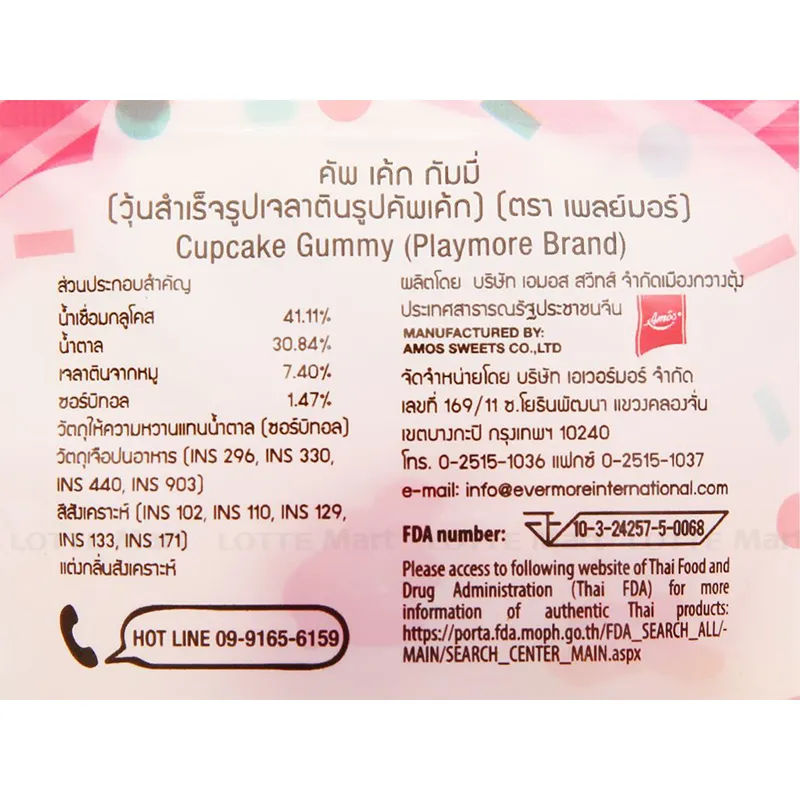 คัพ เค้ก กัมมี่
(วุ้นสำเร็จรูปเจลาตินรูปคัพเค้ก) (ตรา เพลย์มอร์)
Cupcake Gummy (Playmore Brand)
ส่วนประกอบสำคัญ
น้ำเชื่อมกลูโคส 41.11%
น้ำตาล 30.84%
เจลาตินจากหมู 7.40%
ซอร์บิทอล 1.47%
วัตถุให้ความหวานแทนน้ำตาล (ซอร์บิทอล)
วัตถุเจือปนอาหาร (INS 296, INS 330,
INS 440, INS 903)
สีสังเคราะห์ (INS 102, INS 110, INS 129,
INS 133, INS 171)
แต่งกลิ่นสังเคราะห์
HOT LINE 09-9165-6159
ผลิตโดย บริษัท เอมอส สวีทส์ จำกัดเมืองกวางตุ้ง
ประเทศสาธารณรัฐประชาชนจีน
Amos
MANUFACTURED BY:
AMOS SWEETS CO.,LTD
จัดจำหน่ายโดย บริษัท เอเวอร์มอร์ จำกัด
เลขที่ 169/11 ซ.โยธินพัฒนา แขวงคลองจั่น
เขตบางกะปิ กรุงเทพฯ 10240
โทร. 0-2515-1036 แฟกซ์ 0-2515-1037
e-mail: info@evermoreinternational.com
FDA number: 10-3-24257-5-0068
Please access to following website of Thai Food and
Drug Administration (Thai FDA) for more
information of authentic Thai products:
https://porta.fda.moph.go.th/FDA_SEARCH_ALL/-
MAIN/SEARCH_CENTER_MAIN.aspx
LOTTE Mart LOTTE Mart LOTTE Mart LOTTE Mart